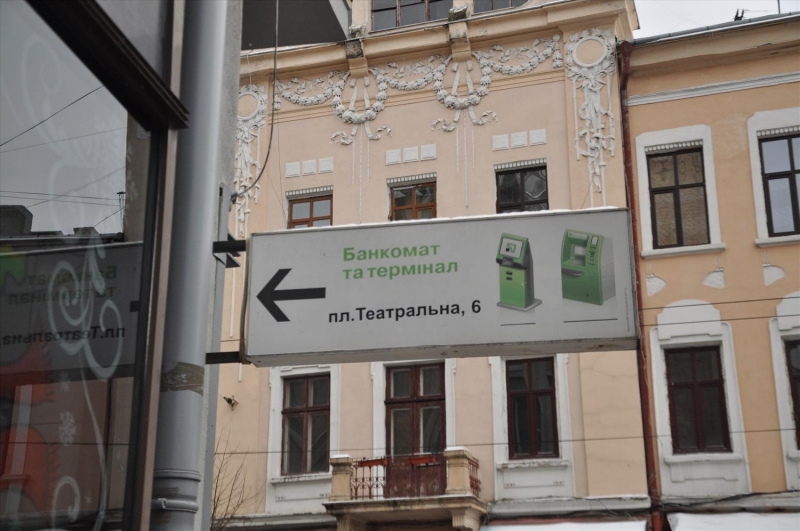 Банкомат
та термінал
пл.Театральна, 6